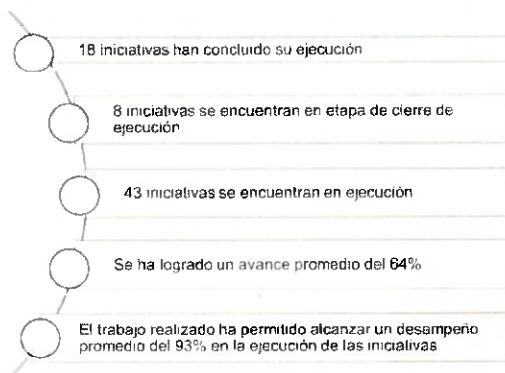 18 iniciativas han concluido su ejecución
8 iniciativas se encuentran en etapa de cierre de
ejecución
43 iniciativas se encuentran en ejecución
Se ha logrado un avance promedio del 64%
El trabajo realizado ha permitido alcanzar un desempeño
promedio del 93% en la ejecución de las iniciativas